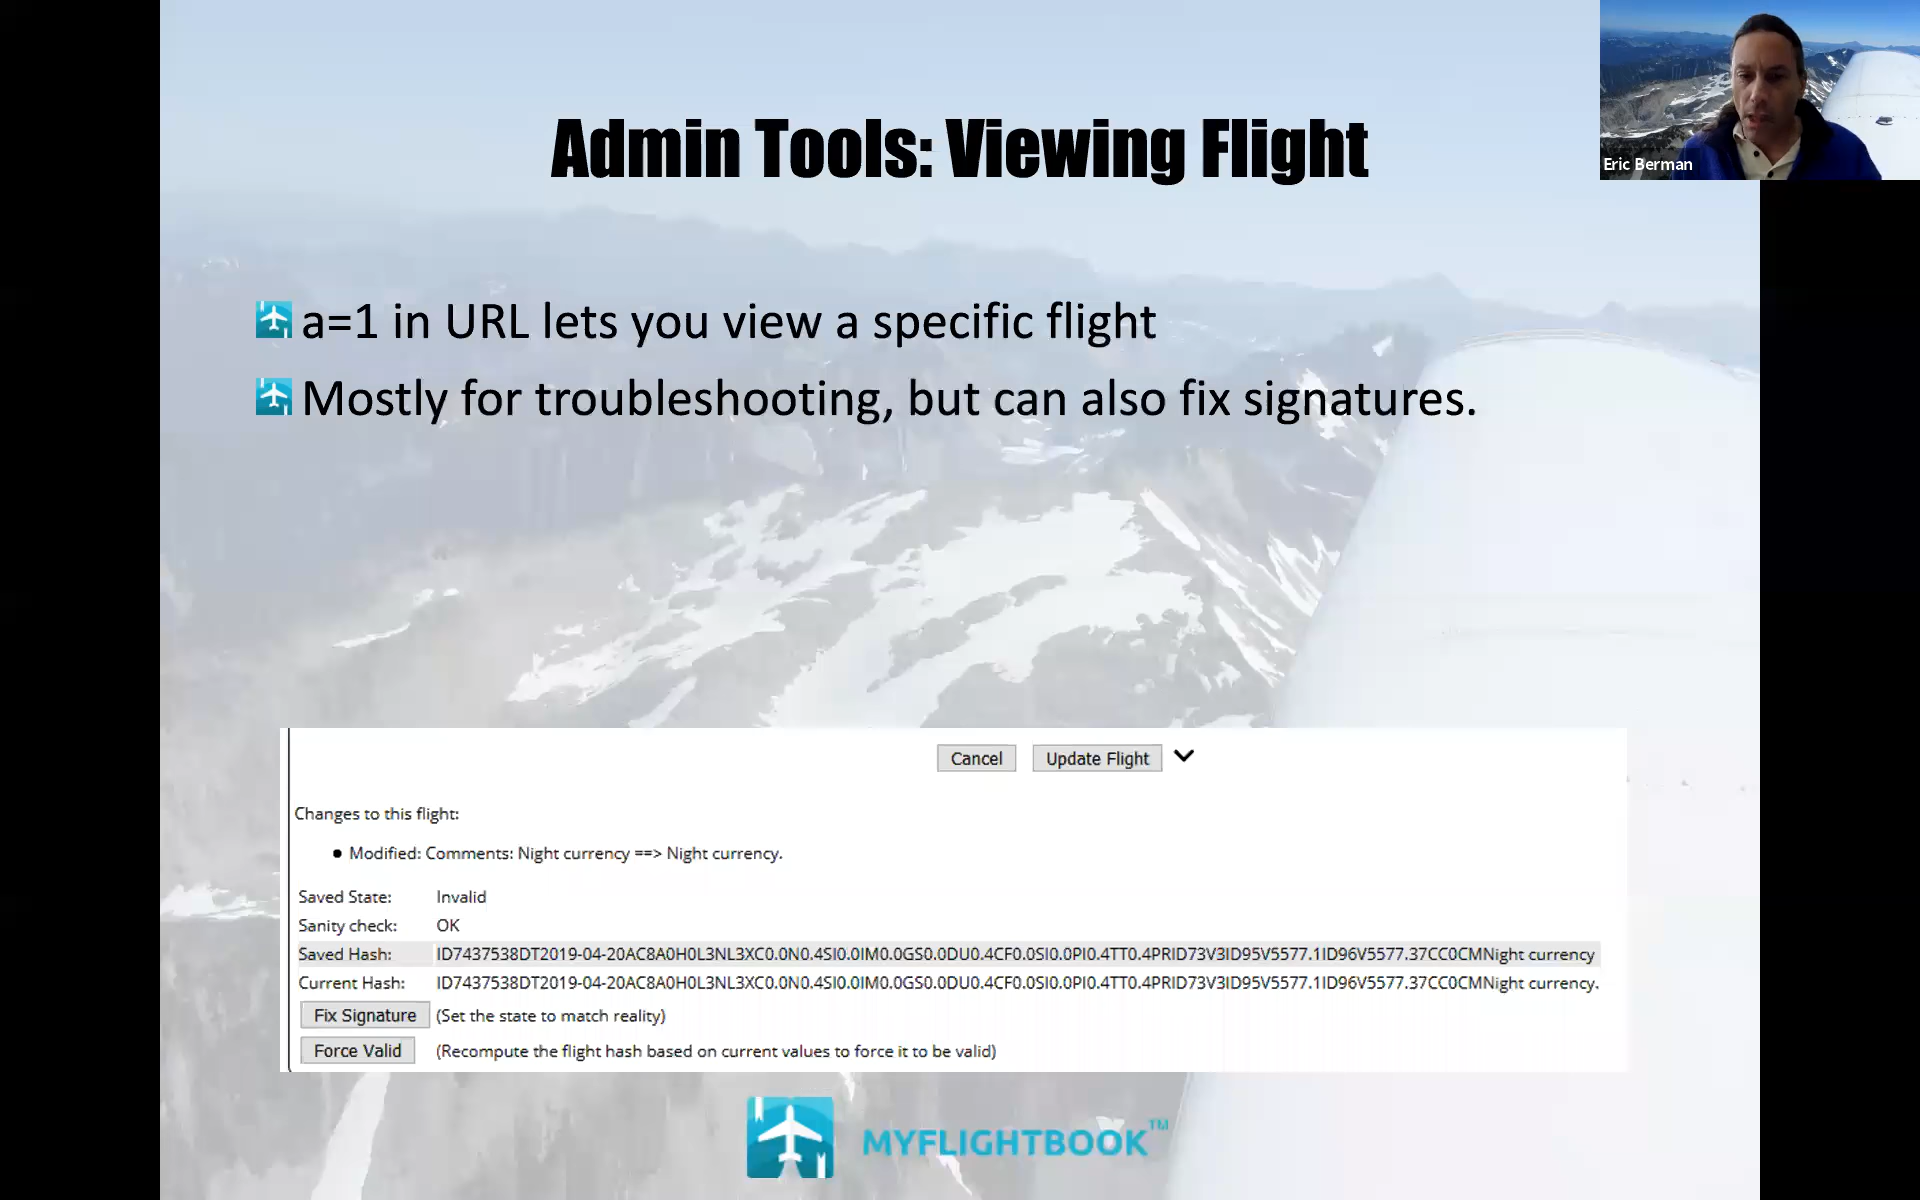 Admin Tools: Viewing Flight
Eric Berman
a=1 in URL lets you view a specific flight
Mostly for troubleshooting, but can also fix signatures.
Cancel Update Flight
Changes to this flight:
Modified: Comments: Night currency ==> Night currency.
Saved State: Invalid
Sanity check: OK
Saved Hash: ID7437538DT2019-04-20AC8A0H0L3NL3XC0.0N0.4SI0.0IM0.0GS0.0DU0.4CF0.0SI0.0PI0.4TT0.4PRID73V3ID95V5577.1ID96V5577.37CC0CMNight currency
Current Hash: ID7437538DT2019-04-20AC8A0H0L3NL3XC0.0N0.4SI0.0IM0.0GS0.0DU0.4CF0.0SI0.0PI0.4TT0.4PRID73V3ID95V5577.1ID96V5577.37CC0CMNight currency.
Fix Signature (Set the state to match reality)
Force Valid (Recompute the flight hash based on current values to force it to be valid)
MYFLIGHTBOOK™